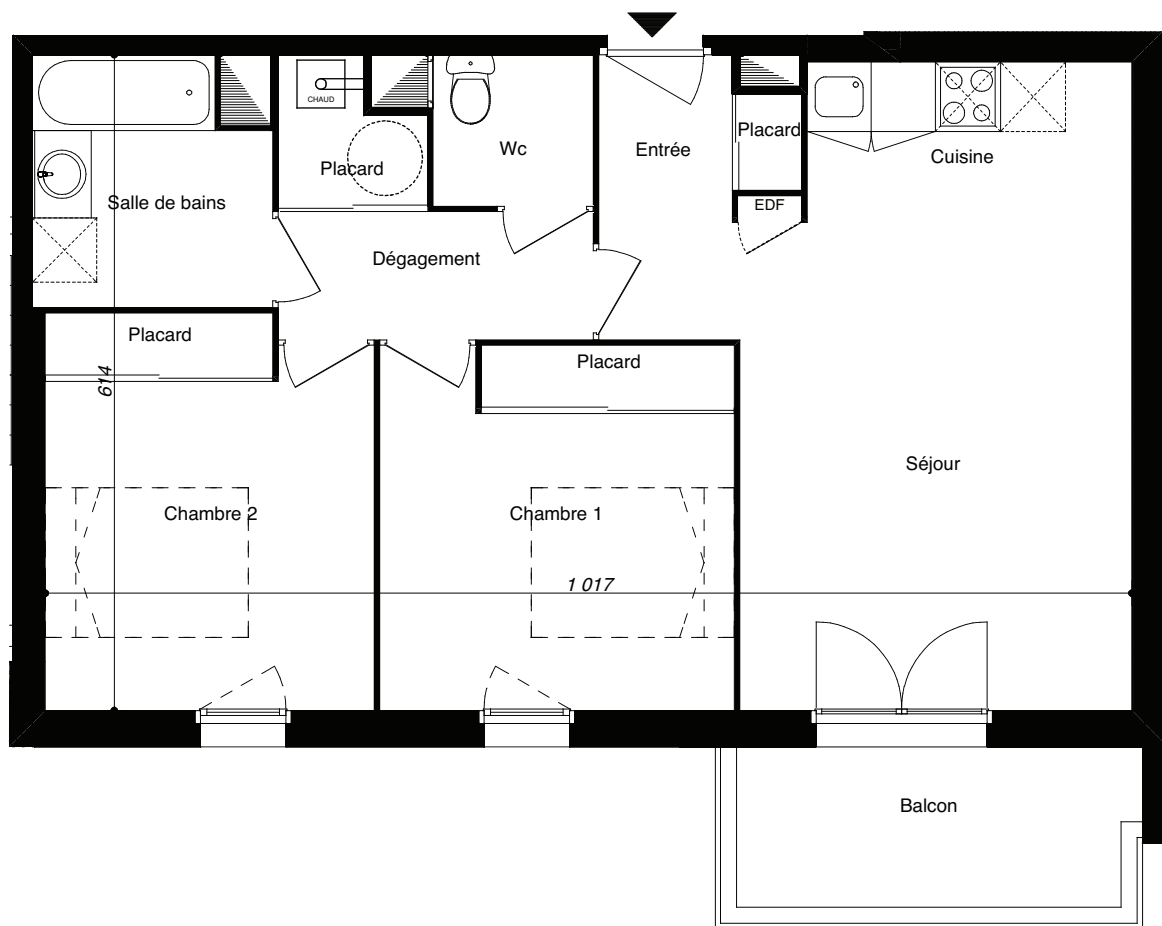 CHAUD
Placard
Wc
Entrée
Placard
Cuisine
Salle de bains
EDF
Dégagement
Placard
Placard
614
Séjour
Chambre 2
Chambre 1
1 017
Balcon